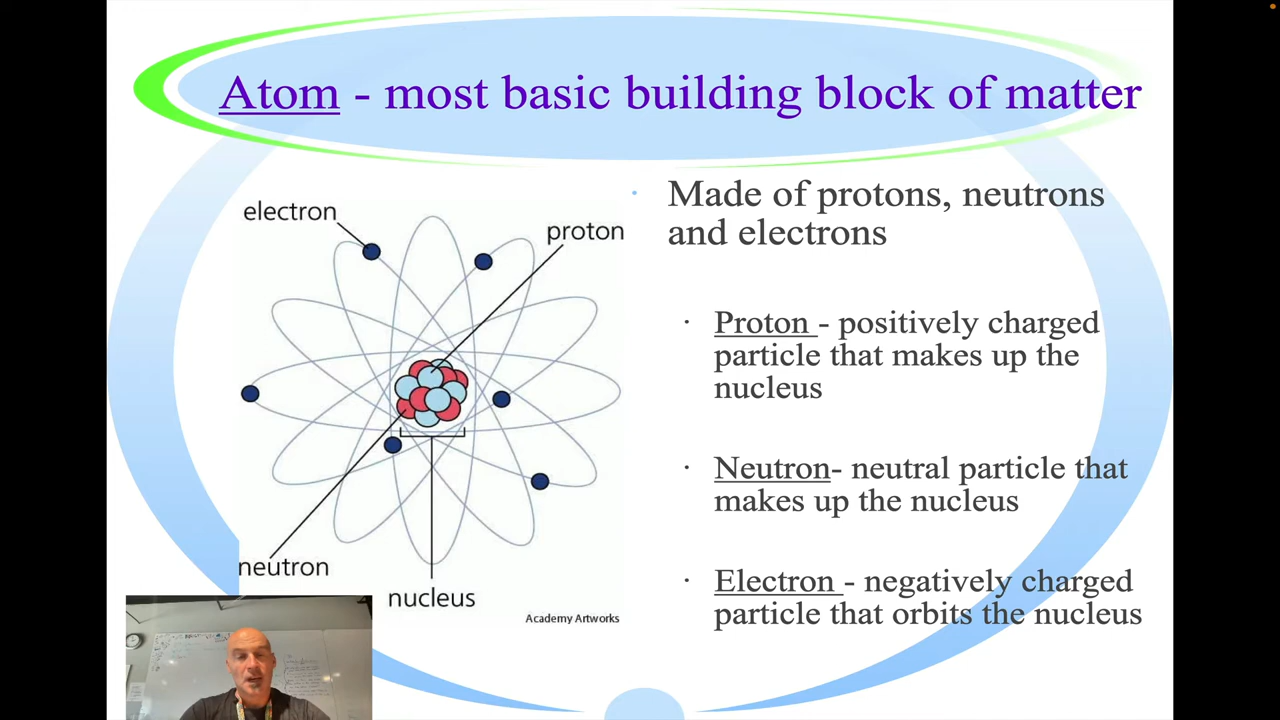 Atom - most basic building block of matter
electron
proton
neutron
nucleus
Academy Artworks
Made of protons, neutrons
and electrons
Proton - positively charged
particle that makes up the
nucleus
Neutron- neutral particle that
makes up the nucleus
Electron - negatively charged
particle that orbits the nucleus